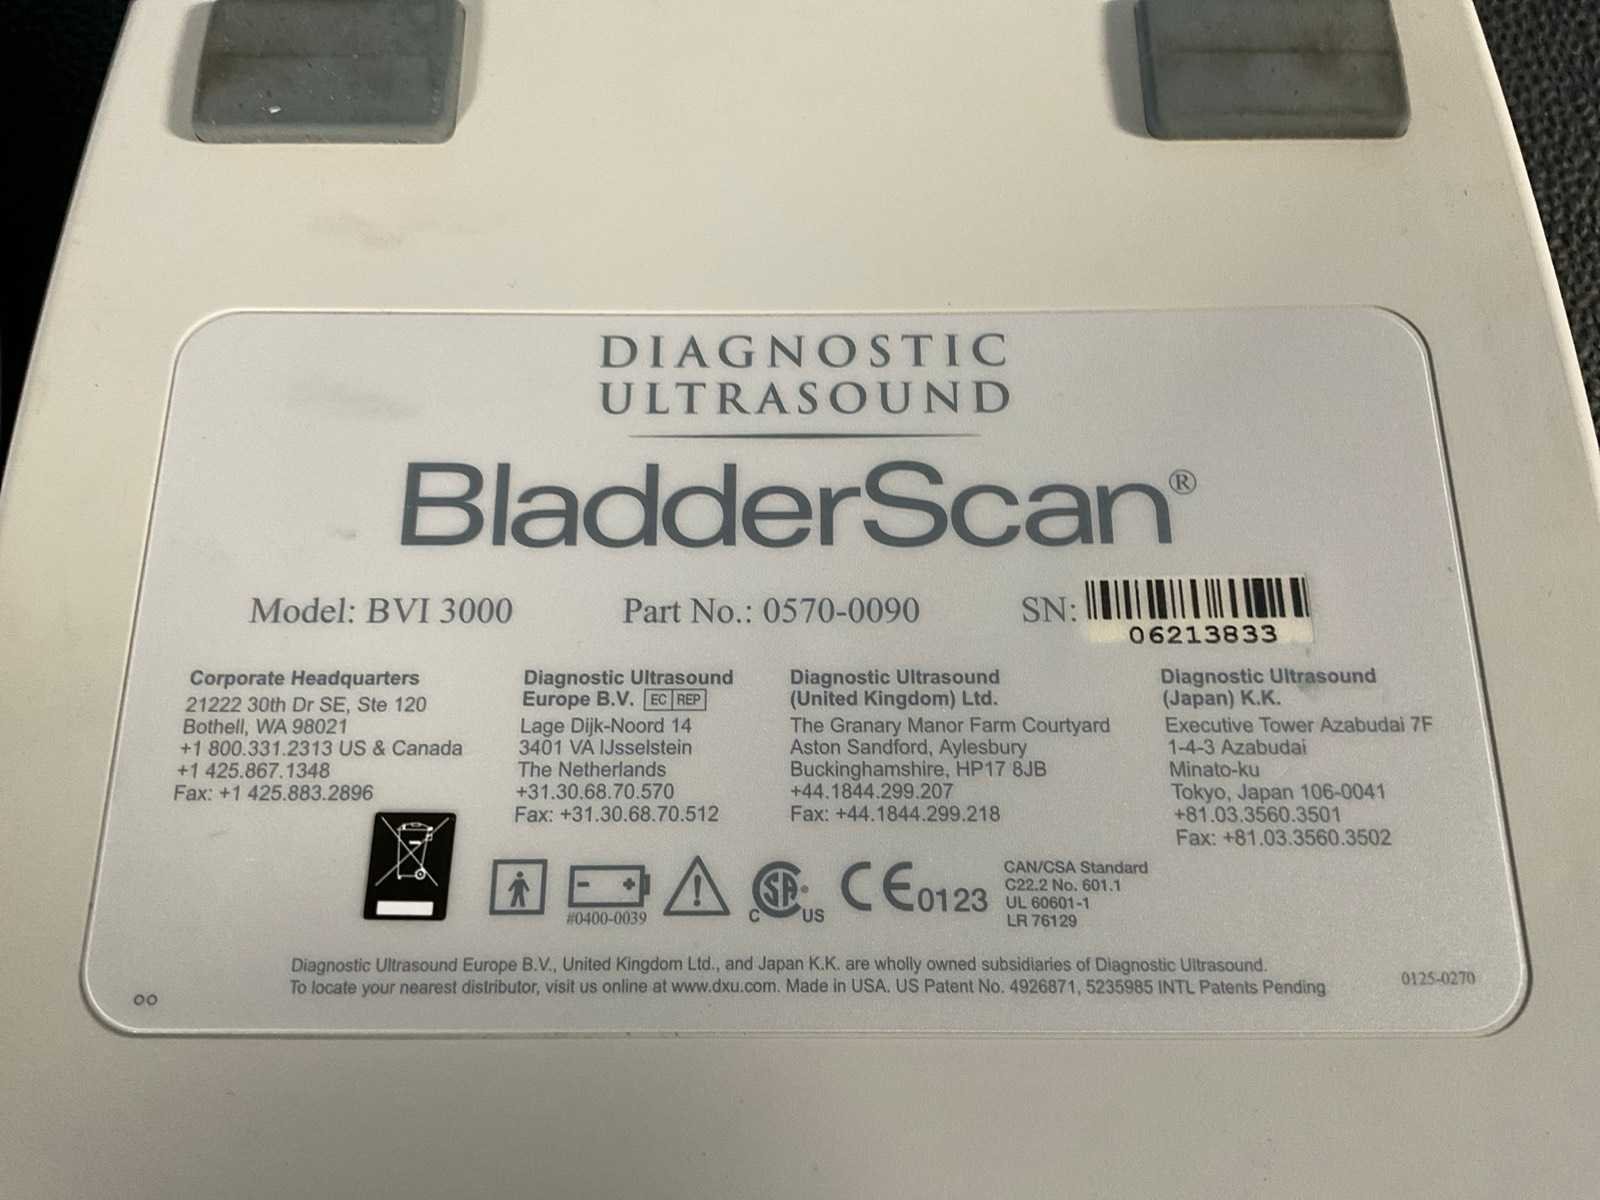 DIAGNOSTIC
ULTRASOUND
BladderScan®
Model: BVI 3000
Part No.: 0570-0090
SN:
06213833
Corporate Headquarters
21222 30th Dr SE, Ste 120
Bothell, WA 98021
+1 800.331.2313 US & Canada
+1 425.867.1348
Fax: +1 425.883.2896
Diagnostic Ultrasound
Europe B.V. EC REP
Lage Dijk-Noord 14
3401 VA IJsselstein
The Netherlands
+31.30.68.70.570
Fax: +31.30.68.70.512
Diagnostic Ultrasound
(United Kingdom) Ltd.
The Granary Manor Farm Courtyard
Aston Sandford, Aylesbury
Buckinghamshire, HP17 8JB
+44.1844.299.207
Fax: +44.1844.299.218
Diagnostic Ultrasound
(Japan) K.K.
Executive Tower Azabudai 7F
1-4-3 Azabudai
Minato-ku
Tokyo, Japan 106-0041
+81.03.3560.3501
Fax: +81.03.3560.3502
#0400-0039
C SA US
CE0123
CAN/CSA Standard
C22.2 No. 601.1
UL 60601-1
LR 76129
Diagnostic Ultrasound Europe B.V., United Kingdom Ltd., and Japan K.K. are wholly owned subsidiaries of Diagnostic Ultrasound.
To locate your nearest distributor, visit us online at www.dxu.com. Made in USA. US Patent No. 4926871, 5235985 INTL Patents Pending
0125-0270